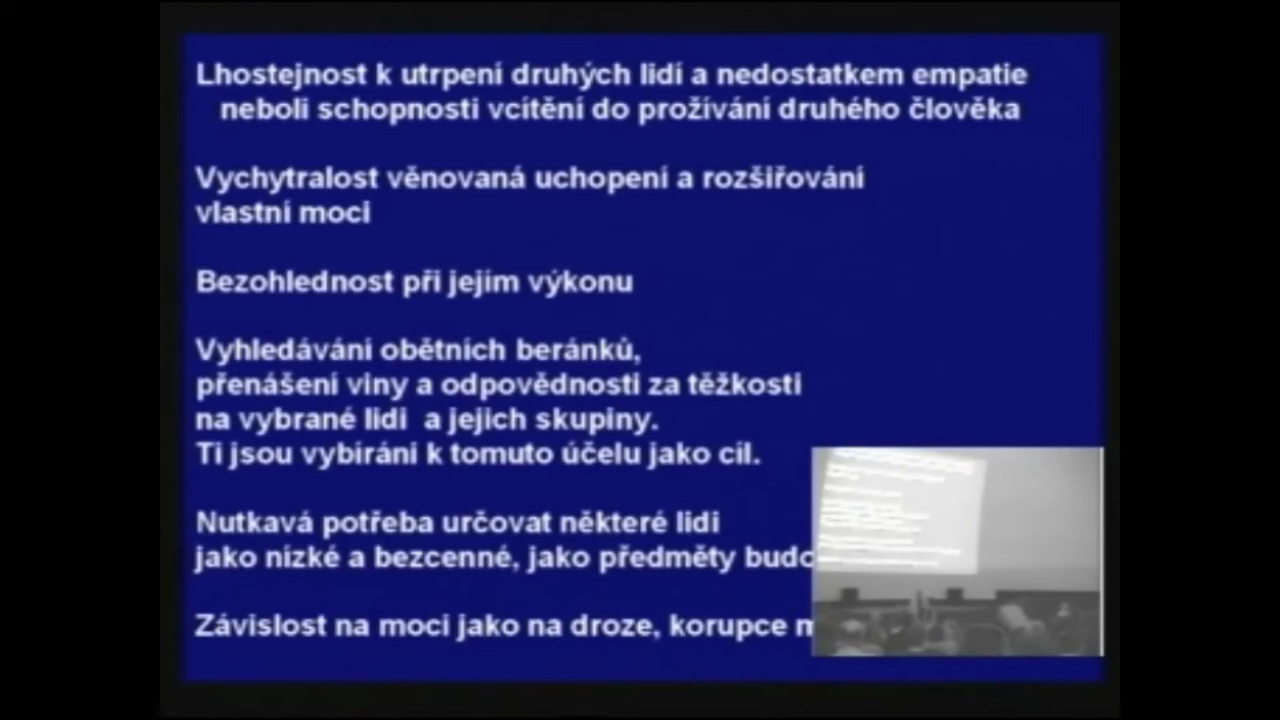 Lhostejnost k utrpení druhých lidí a nedostatkem empatie
neboli schopnosti vcítění do prožívání druhého člověka
Vychytralost věnovaná uchopení a rozšiřování
vlastní moci
Bezohlednost při jejím výkonu
Vyhledávání obětních beránků,
přenášení viny a odpovědnosti za těžkosti
na vybrané lidi a jejich skupiny.
Ti jsou vybíráni k tomuto účelu jako cíl.
Nutkavá potřeba určovat některé lidi
jako nízké a bezcenné, jako předměty
Závislost na moci jako na droze, korupce